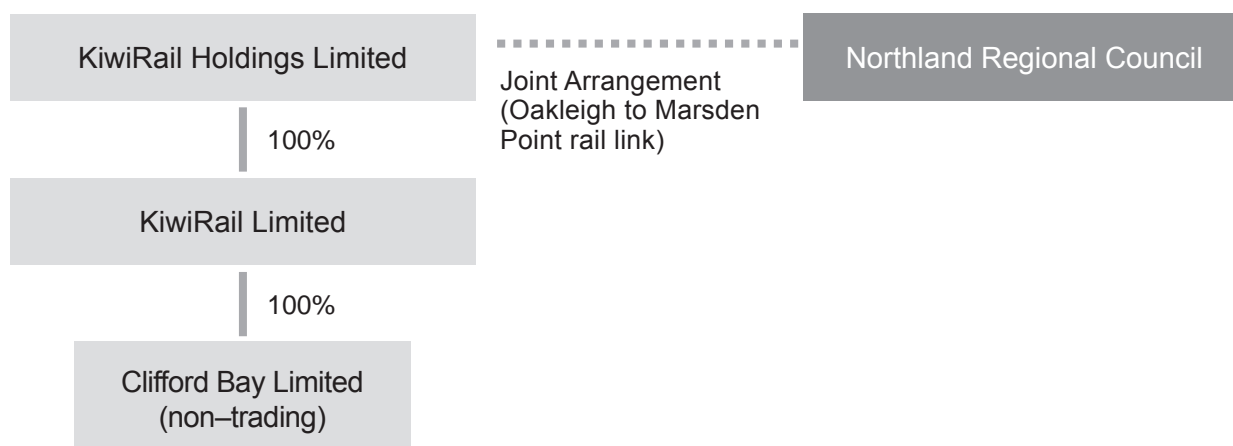 KiwiRail Holdings Limited
Northland Regional Council
Joint Arrangement
(Oakleigh to Marsden
Point rail link)
100%
KiwiRail Limited
100%
Clifford Bay Limited
(non–trading)